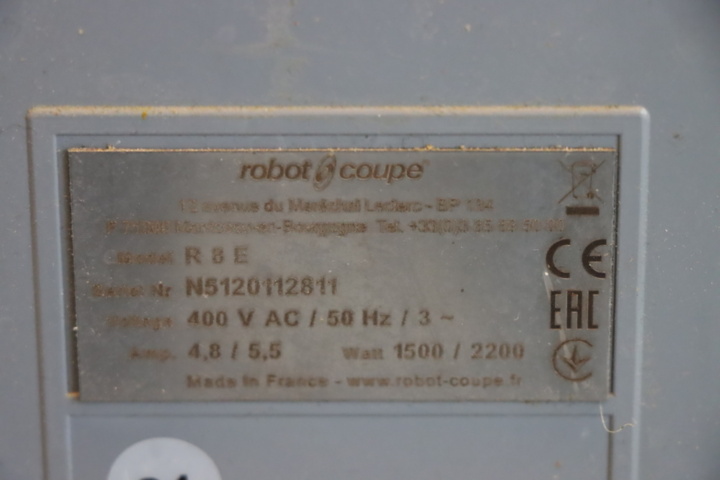 robot coupe®
12 avenue du Maréchal Leclerc - BP 134
en-Bourgogne Tel.
Model R 8 E
Serial Nr N5120112811
Voltage 400 V AC / 50 Hz / 3 ~
Amp. 4,8 / 5,5 Watt 1500 / 2200
Made in France - www.robot-coupe.fr
CE
EAC